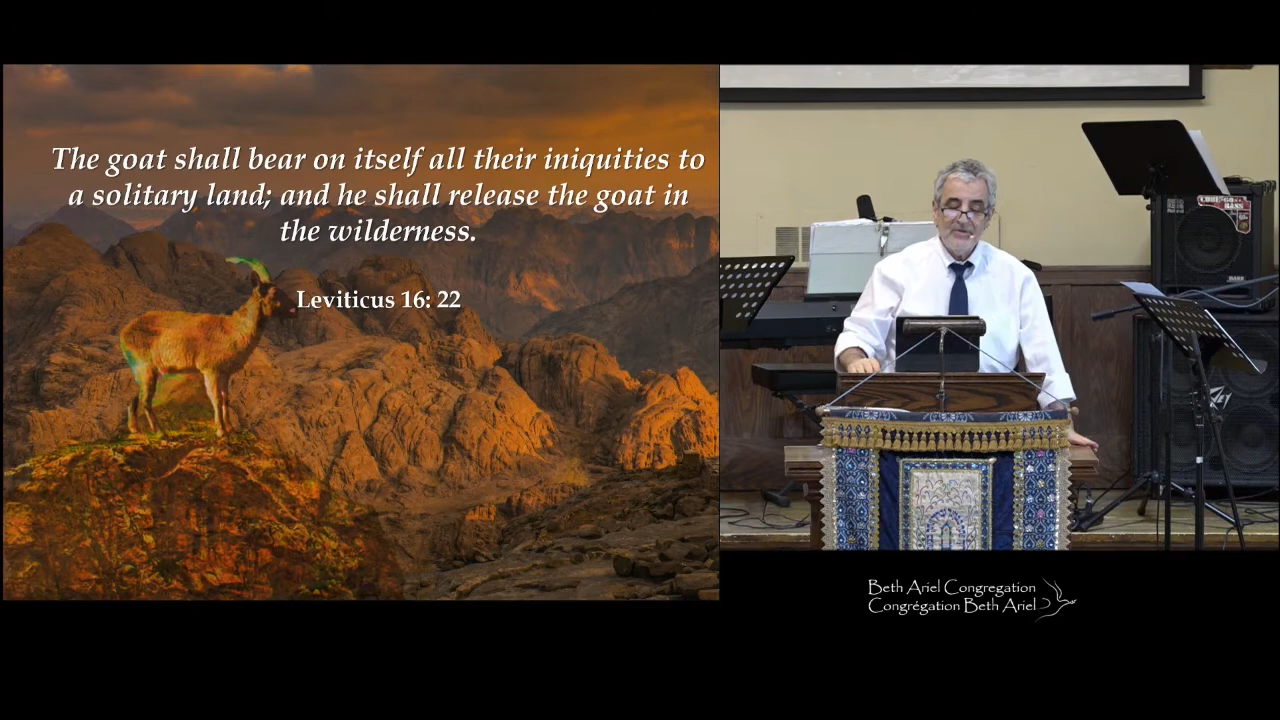 The goat shall bear on itself all their iniquities to
a solitary land; and he shall release the goat in
the wilderness.
Leviticus 16: 22
Beth Ariel Congregation
Congrégation Beth Ariel